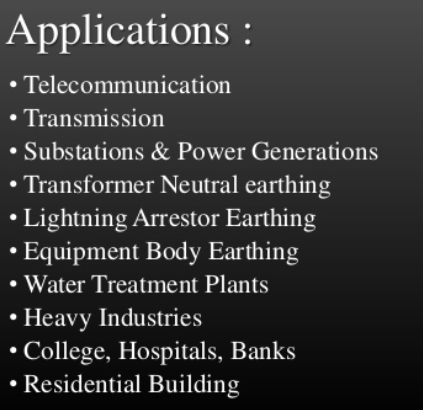 Applications :
• Telecommunication
• Transmission
• Substations & Power Generations
• Transformer Neutral earthing
• Lightning Arrestor Earthing
• Equipment Body Earthing
• Water Treatment Plants
• Heavy Industries
• College, Hospitals, Banks
• Residential Building